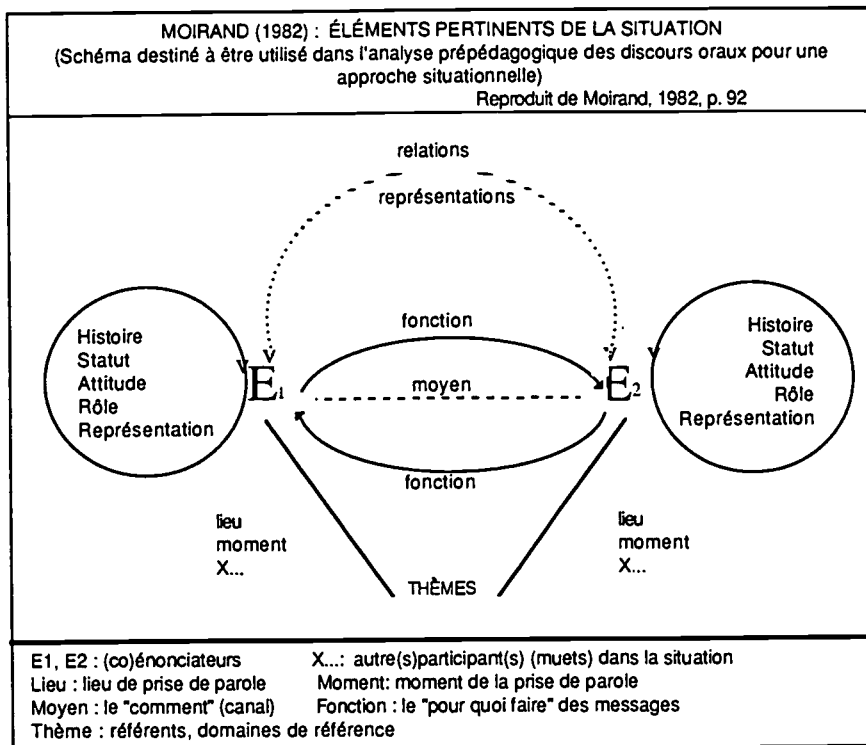 MOIRAND (1982) : ÉLÉMENTS PERTINENTS DE LA SITUATION
(Schéma destiné à être utilisé dans l'analyse prépédagogique des discours oraux pour une
approche situationnelle)
Reproduit de Moirand, 1982, p. 92
relations
représentations
fonction
Histoire
Statut
Attitude
Rôle
Représentation
E1
moyen
E2
Histoire
Statut
Attitude
Rôle
Représentation
fonction
lieu
moment
X...
lieu
moment
X...
THÈMES
E1, E2 : (co)énonciateurs X...: autre(s)participant(s) (muets) dans la situation
Lieu : lieu de prise de parole Moment: moment de la prise de parole
Moyen : le "comment" (canal) Fonction : le "pour quoi faire" des messages
Thème : référents, domaines de référence